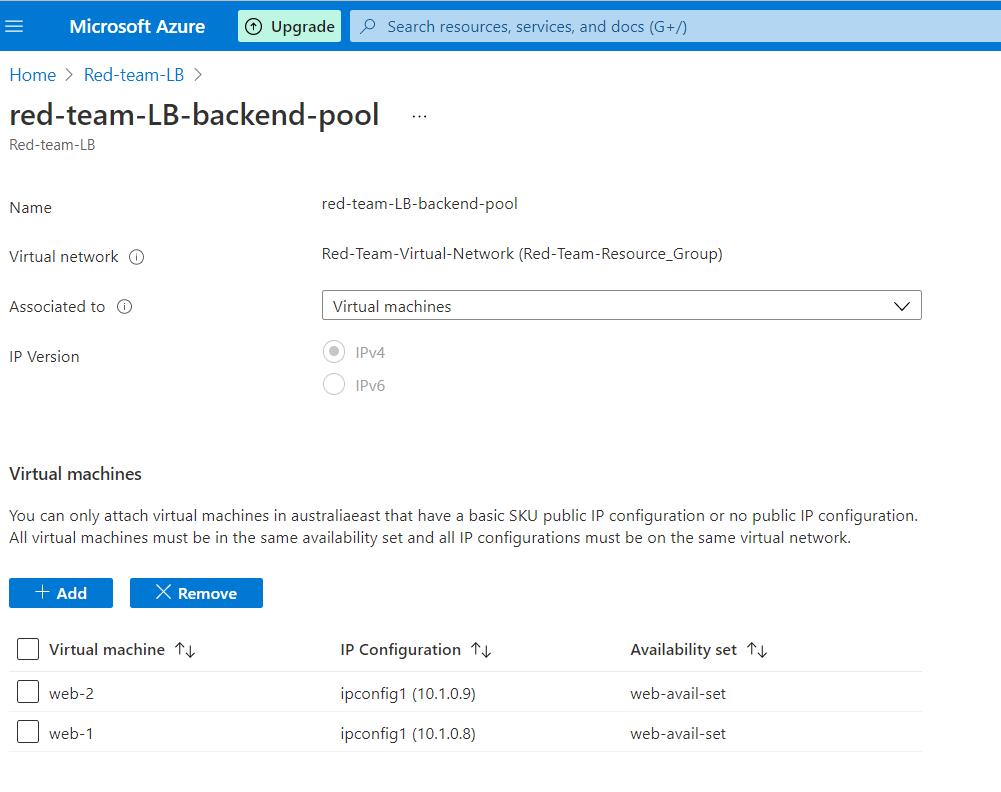 Microsoft Azure Upgrade Search resources, services, and docs (G+/)
Home > Red-team-LB >
red-team-LB-backend-pool ...
Red-team-LB
Name red-team-LB-backend-pool
Virtual network Red-Team-Virtual-Network (Red-Team-Resource_Group)
Associated to Virtual machines
IP Version IPv4
IPv6
Virtual machines
You can only attach virtual machines in australiaeast that have a basic SKU public IP configuration or no public IP configuration.
All virtual machines must be in the same availability set and all IP configurations must be on the same virtual network.
+ Add × Remove
Virtual machine ↑↓ IP Configuration ↑↓ Availability set ↑↓
web-2 ipconfig1 (10.1.0.9) web-avail-set
web-1 ipconfig1 (10.1.0.8) web-avail-set